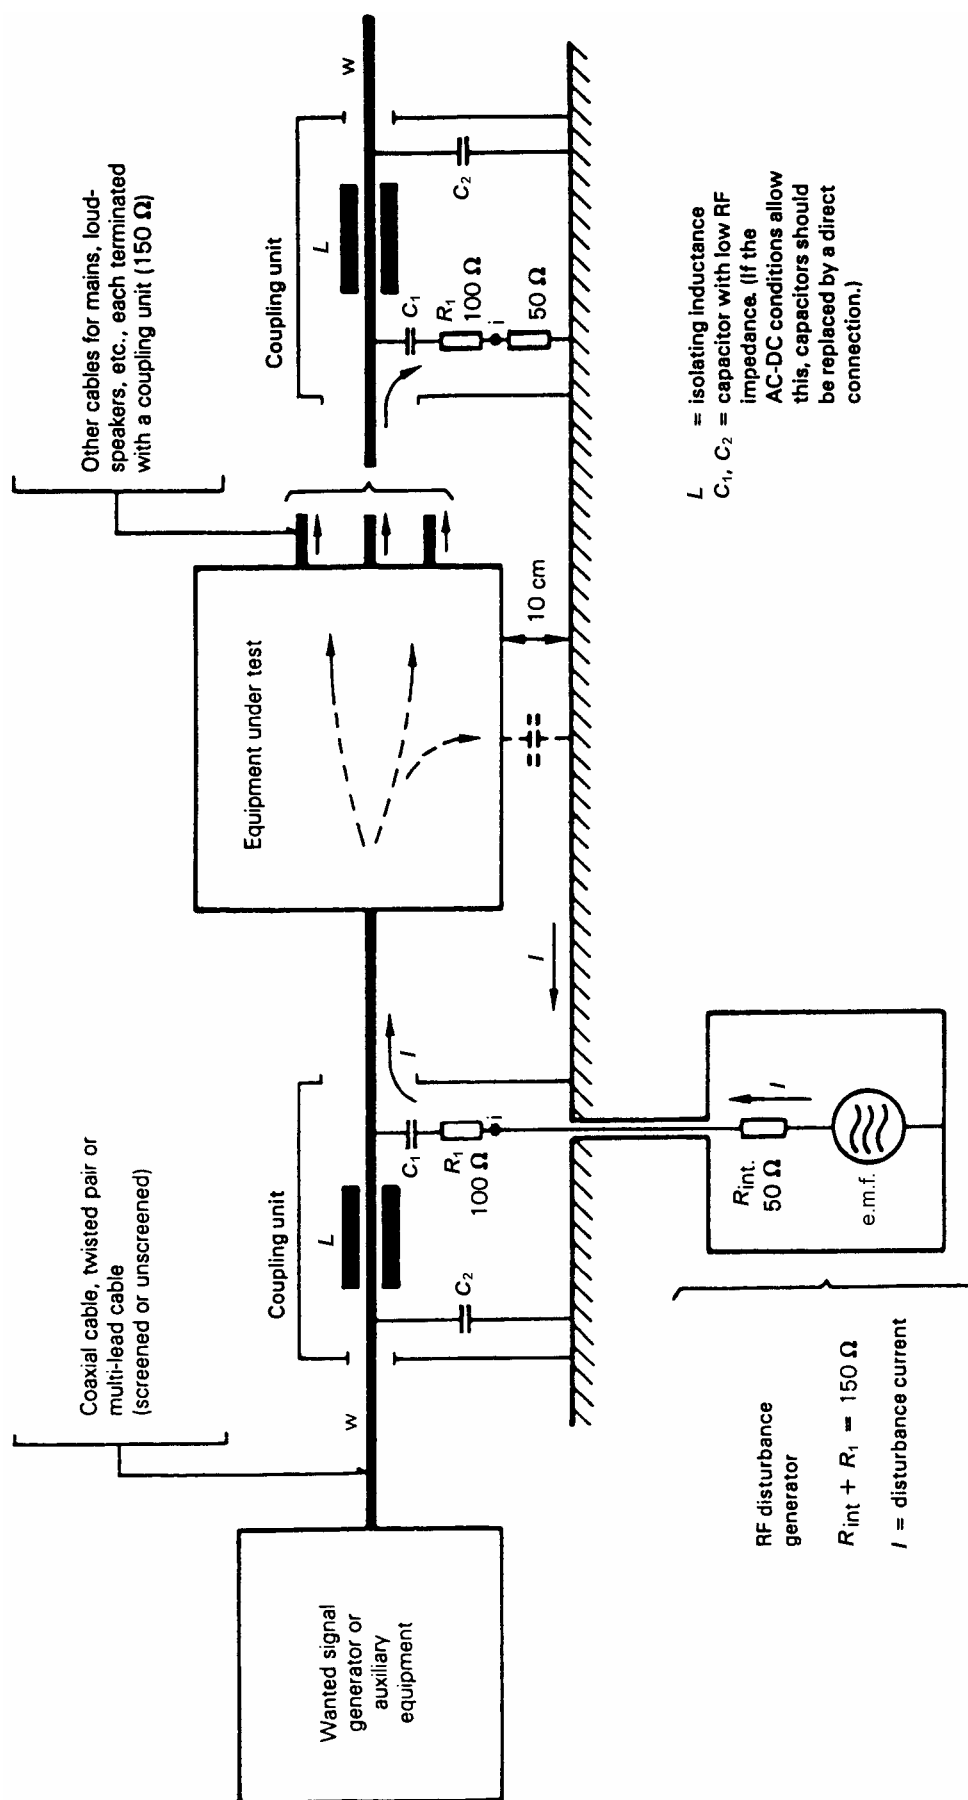 Coaxial cable, twisted pair or
multi-lead cable
(screened or unscreened)
Other cables for mains, loud-
speakers, etc., each terminated
with a coupling unit (150 Ω)
Wanted signal
generator or
auxiliary
equipment
w
Coupling unit
L
C2
C1
R1
100 Ω
i
I
Equipment under test
10 cm
I
Coupling unit
L
w
C1
R1
100 Ω
i
50 Ω
C2
Rint.
50 Ω
I
e.m.f.
RF disturbance
generator
Rint + R1 = 150 Ω
I = disturbance current
L = isolating inductance
C1, C2 = capacitor with low RF
impedance. (If the
AC-DC conditions allow
this, capacitors should
be replaced by a direct
connection.)